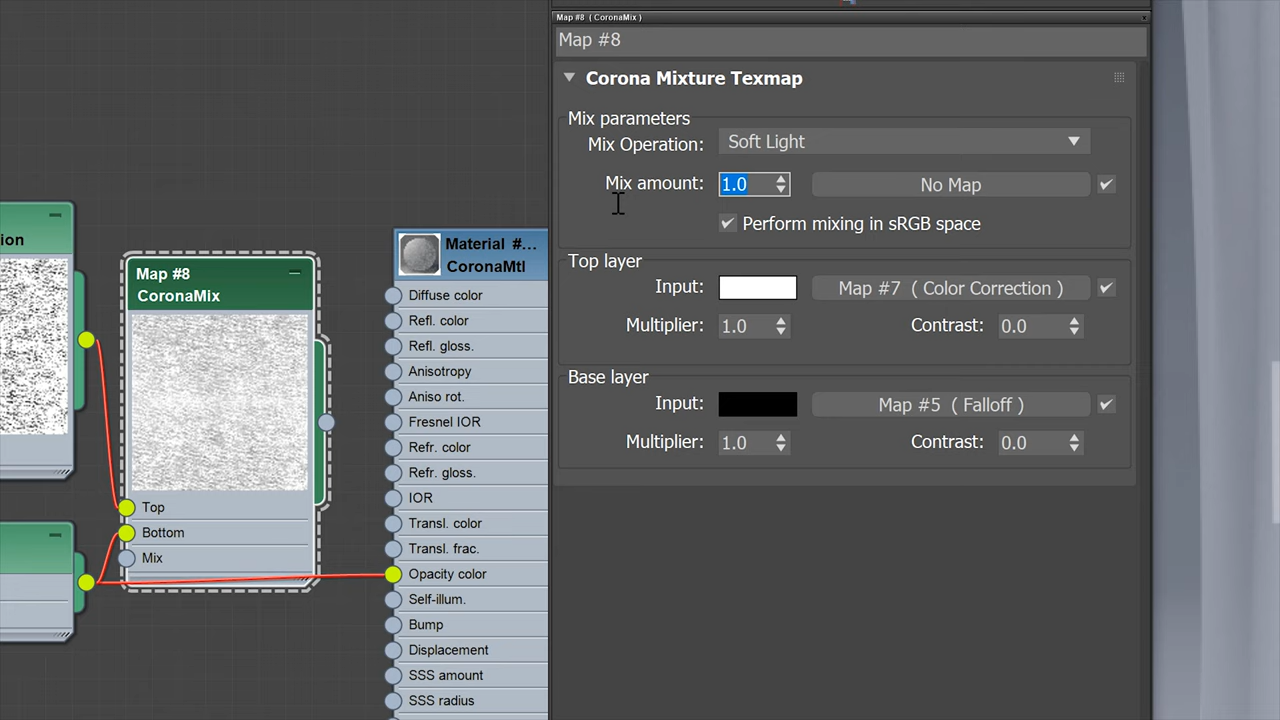 Map #8 ( CoronaMix )
Map #8
Corona Mixture Texmap
Mix parameters
Mix Operation: Soft Light
Mix amount: 1.0 No Map
Perform mixing in sRGB space
Top layer
Input: Map #7 ( Color Correction )
Multiplier: 1.0 Contrast: 0.0
Base layer
Input: Map #5 ( Falloff )
Multiplier: 1.0 Contrast: 0.0
ion
Map #8
CoronaMix
Top
Bottom
Mix
Material #...
CoronaMtl
Diffuse color
Refl. color
Refl. gloss.
Anisotropy
Aniso rot.
Fresnel IOR
Refr. color
Refr. gloss.
IOR
Transl. color
Transl. frac.
Opacity color
Self-illum.
Bump
Displacement
SSS amount
SSS radius